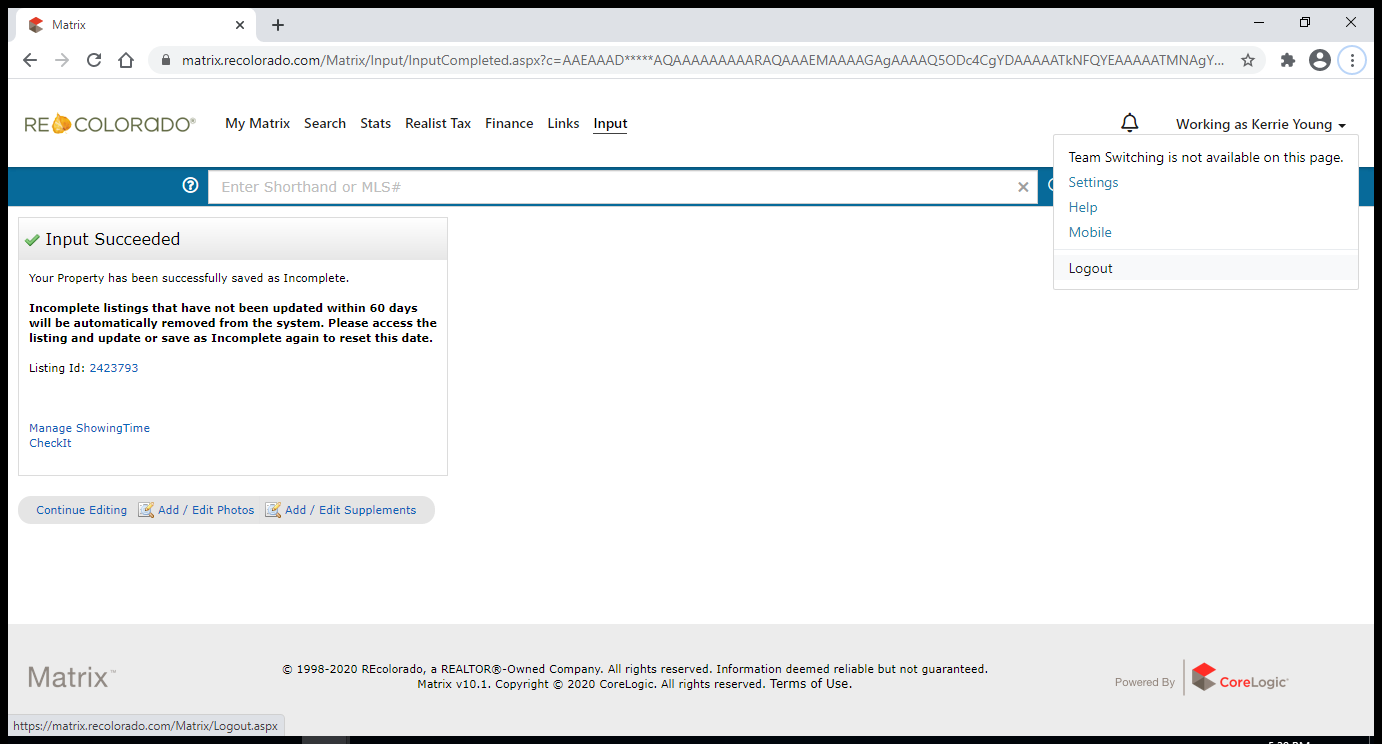 Matrix
matrix.recolorado.com/Matrix/Input/InputCompleted.aspx?c=AAEAAAD*****AQAAAAAAAAARAQAAAEMAAAAGAgAAAAQ5ODc4CgYDAAAAATkNFQYEAAAAATMNAgY...
RECOLORADO®
My Matrix Search Stats Realist Tax Finance Links Input
Working as Kerrie Young
Team Switching is not available on this page.
Settings
Help
Mobile
Logout
Enter Shorthand or MLS#
Input Succeeded
Your Property has been successfully saved as Incomplete.
Incomplete listings that have not been updated within 60 days
will be automatically removed from the system. Please access the
listing and update or save as Incomplete again to reset this date.
Listing Id: 2423793
Manage ShowingTime
CheckIt
Continue Editing Add / Edit Photos Add / Edit Supplements
Matrix™
© 1998-2020 REcolorado, a REALTOR®-Owned Company. All rights reserved. Information deemed reliable but not guaranteed.
Matrix v10.1. Copyright © 2020 CoreLogic. All rights reserved. Terms of Use.
Powered By CoreLogic
https://matrix.recolorado.com/Matrix/Logout.aspx